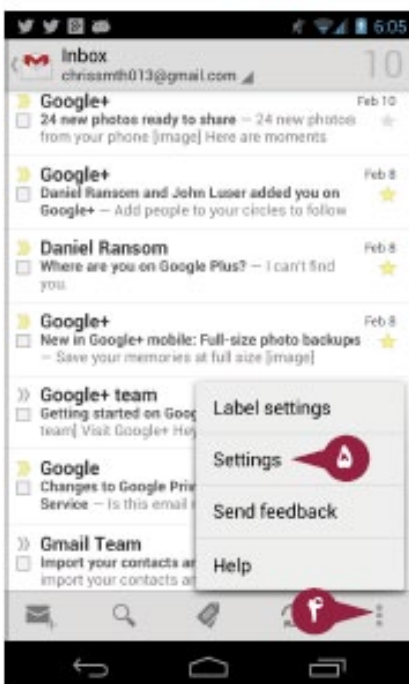 6:05
Inbox
10
chrissmth013@gmail.com
Google+ Feb 10
24 new photos ready to share – 24 new photos
from your phone [image] Here are moments
Google+ Feb 8
Daniel Ransom and John Luser added you on
Google+ – Add people to your circles to follow
Daniel Ransom Feb 8
Where are you on Google Plus? – I can't find
you.
Google+ Feb 8
New in Google+ mobile: Full-size photo backups
– Save your memories at full size [image]
Google+ team
Getting started on Goog
team[ Visit Google+ Hey
Google
Changes to Google Priv
Service – Is this email
Gmail Team
Import your contacts an
import your contacts an
Label settings
Settings ۵
Send feedback
Help
۴